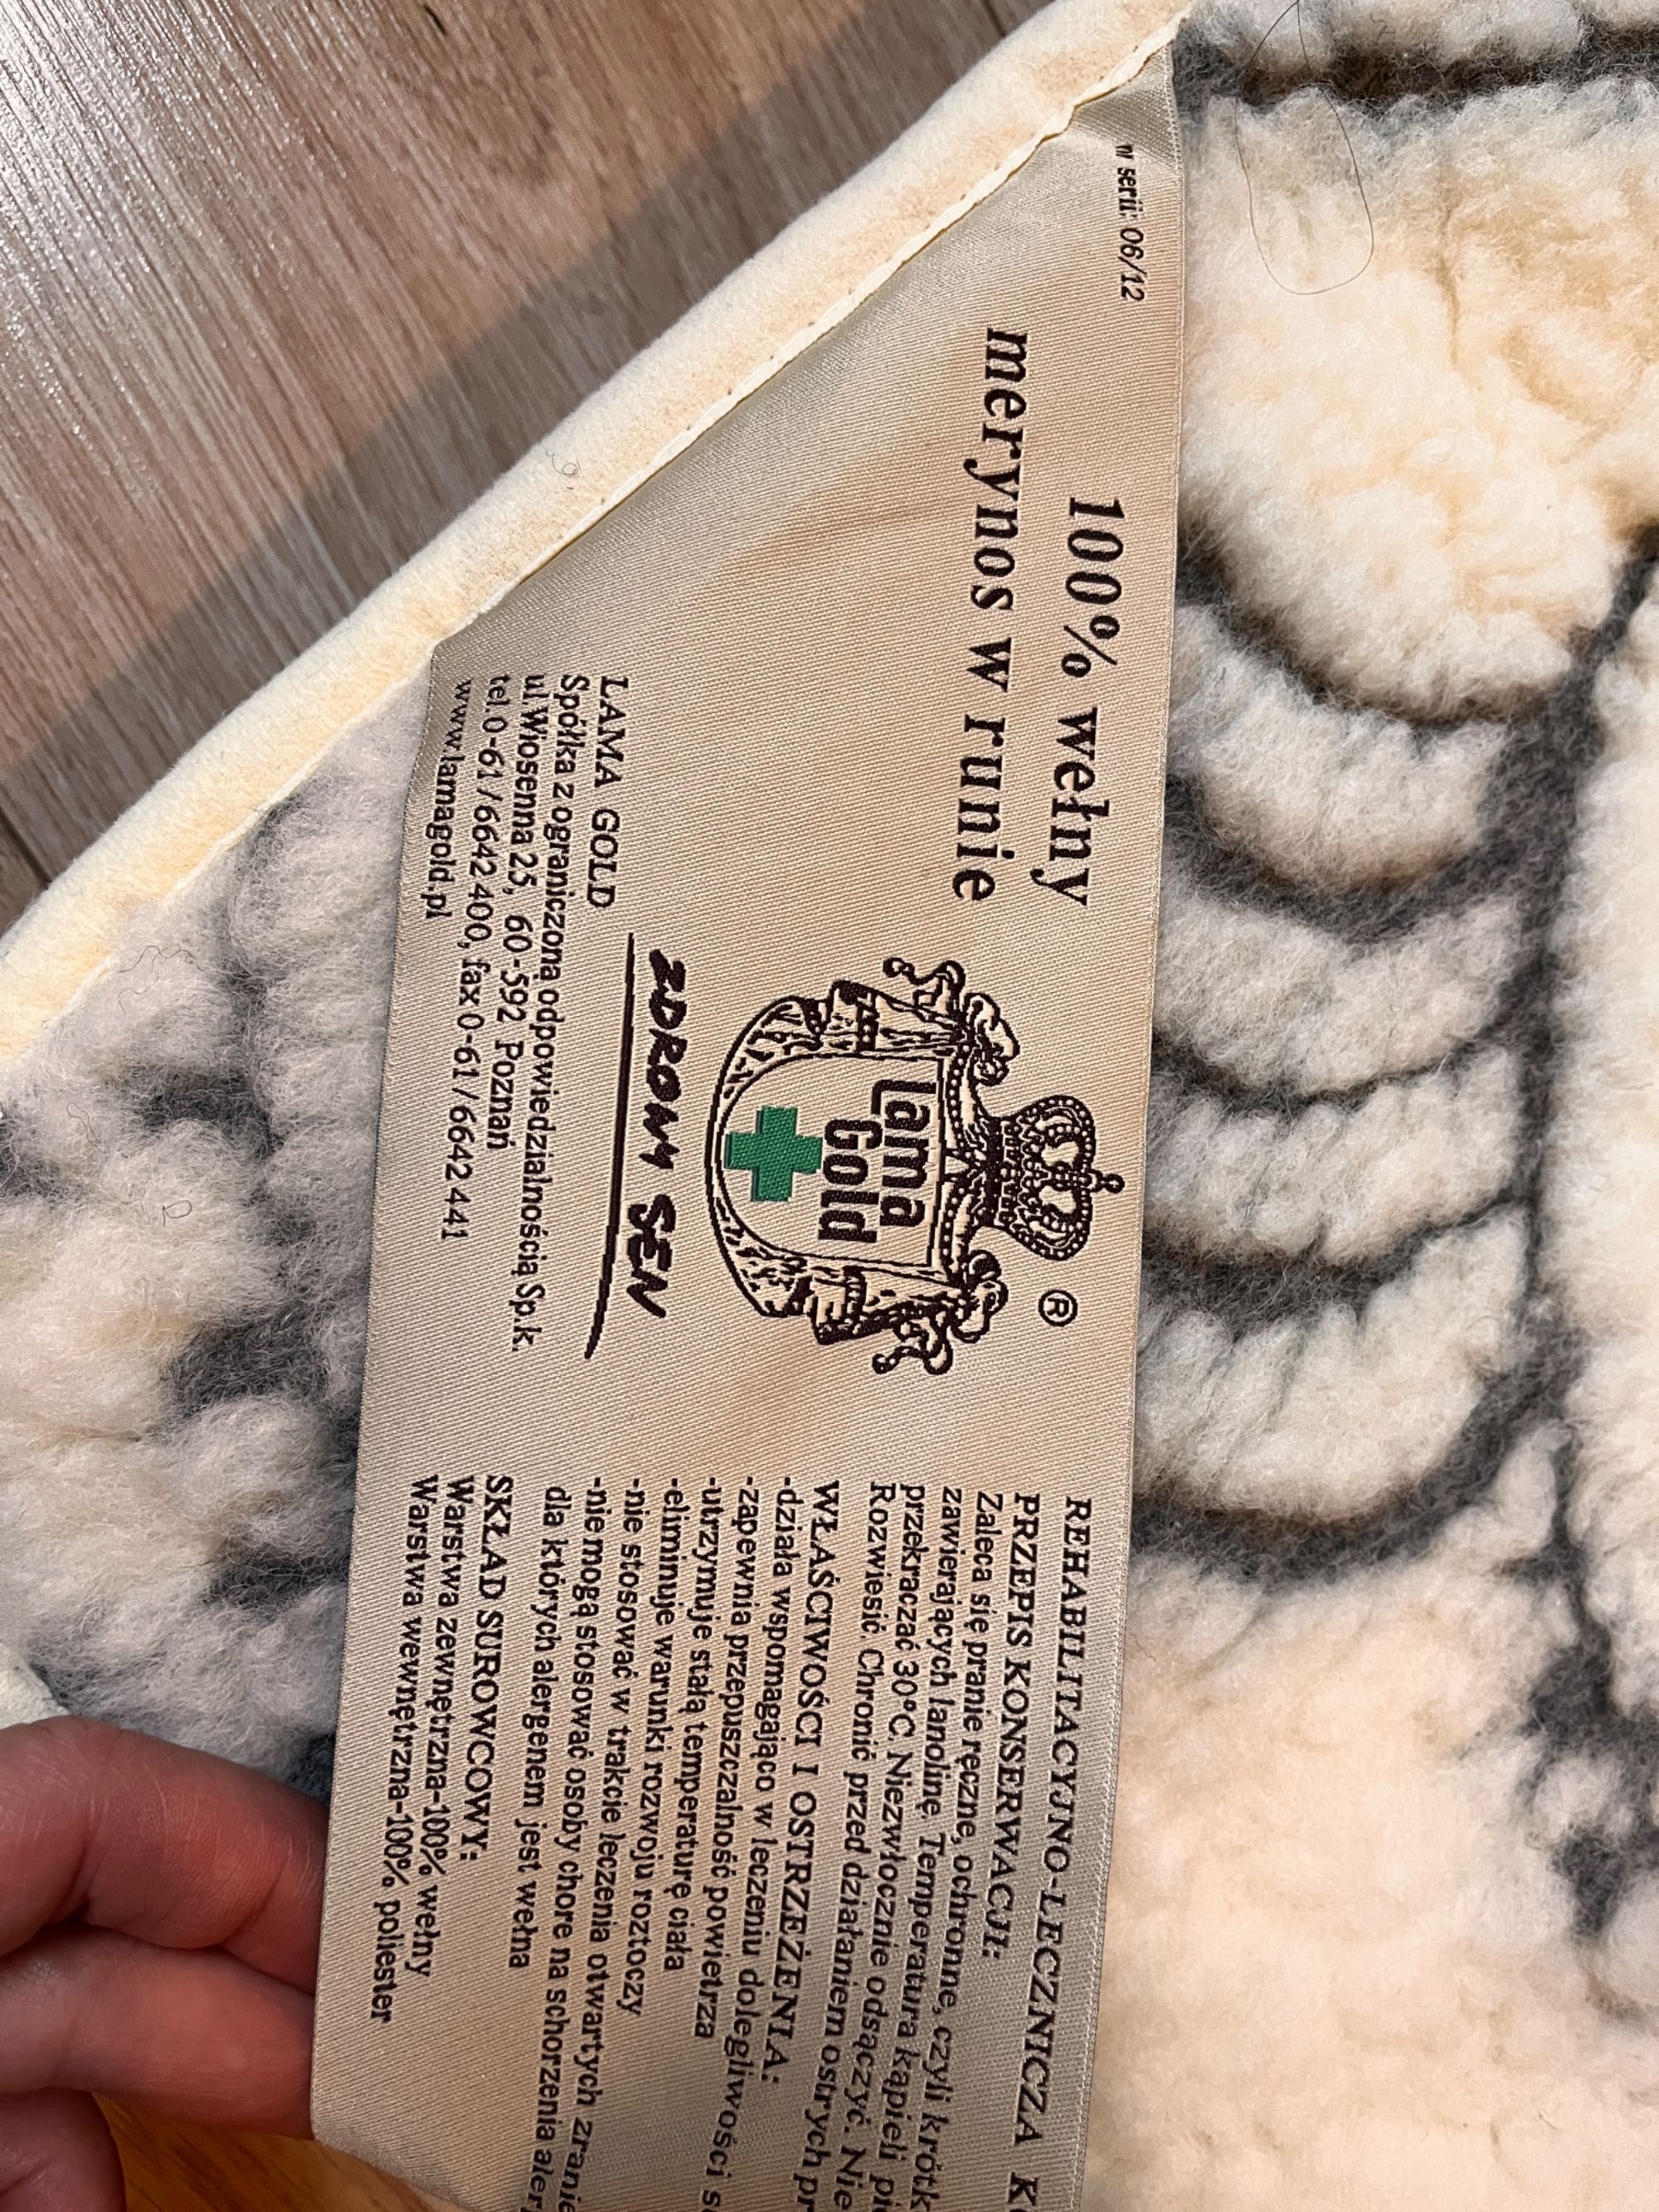 w serii: 06/12
100% wełny
merynos w runie
®
Lama
Gold
ZDROWY SEN
LAMA GOLD
Spółka z ograniczoną odpowiedzialnością Sp.k.
ul.Wiosenna 25, 60-592 Poznań
tel.0-61/6642 400, fax 0-61/6642 441
www.lamagold.pl
REHABILITACYJNO-LECZNICZA
PRZEPIS KONSERWACJI:
Zaleca się pranie ręczne, ochronne, czyli krótk
zawierających lanolinę. Temperatura kąpieli
przekraczać 30°C. Niezwłocznie odsączyć. Nie
Rozwiesić. Chronić przed działaniem ostrych pr
WŁAŚCIWOŚCI I OSTRZEŻENIA:
-działa wspomagająco w leczeniu dolegliwości
-zapewnia przepuszczalność powietrza
-utrzymuje stałą temperaturę ciała
-eliminuje warunki rozwoju roztoczy
-nie stosować w trakcie leczenia otwartych zranie
-nie mogą stosować osoby chore na schorzenia aler
dla których alergenem jest wełna
SKŁAD SUROWCOWY:
Warstwa zewnętrzna-100% wełny
Warstwa wewnętrzna-100% poliester